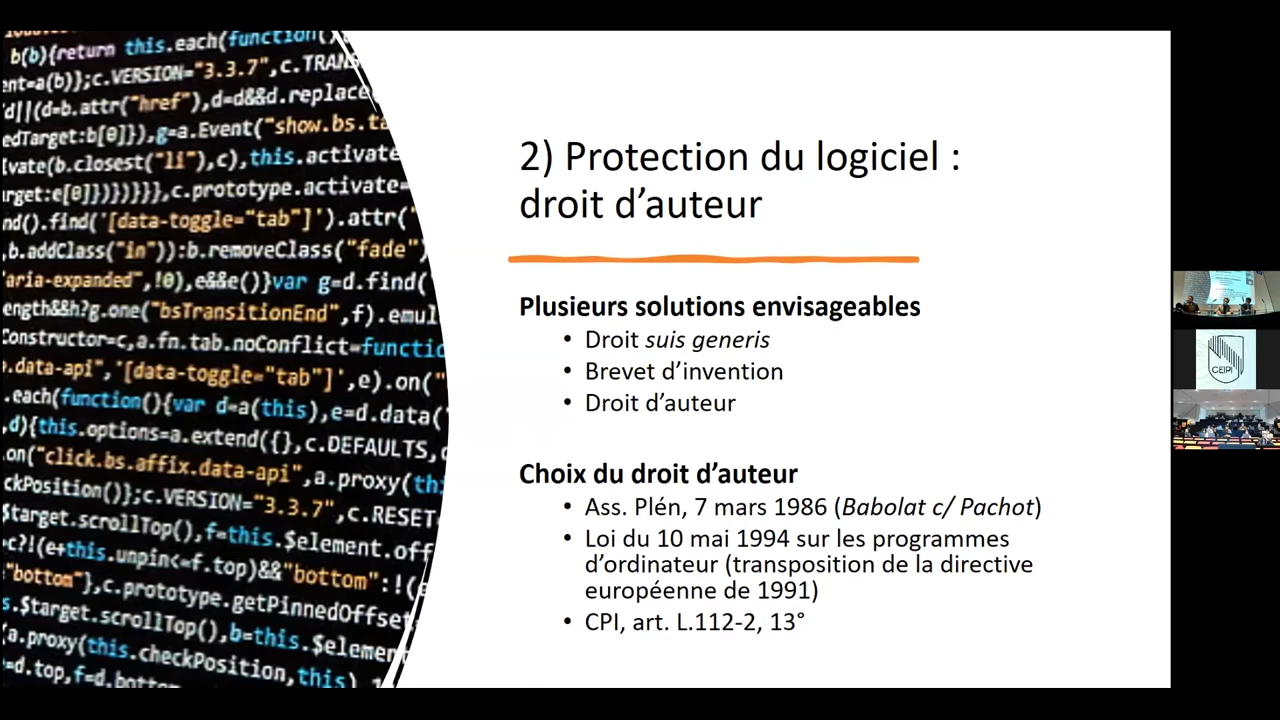 b(b){return this.each(function()
ent=a(b)};c.VERSION="3.3.7",c.TRANS
d||(d=b.attr("href"),d=d&&d.replace
edTarget:b[0]}),g=a.Event("show.bs.ta
ivate(b.closest("li"),c),this.activate
rget:e[0]})}}},c.prototype.activate=
nd().find('[data-toggle="tab"]').attr("
,b.addClass("in")):b.removeClass("fade")
aria-expanded",!0),e&&e()}var g=d.find(
ength&&h?g.one("bsTransitionEnd",f).emul
Constructor=c,a.fn.tab.noConflict=functio
.data-api",'[data-toggle="tab"]',e).on("
.each(function(){var d=a(this),e=d.data('
,d){this.options=a.extend({},c.DEFAULTS,
.on("click.bs.affix.data-api",a.proxy(th
ckPosition()};c.VERSION="3.3.7",c.RESET
$target.scrollTop(),f=this.$element.off
c?!(e+this.unpin<=f.top)&&"bottom":!(
"bottom"},c.prototype.getPinnedOffset
s.$target.scrollTop(),b=this.$element
(a.proxy(this.checkPosition,this)
=d.top,f=d.bottom
2) Protection du logiciel :
droit d’auteur
Plusieurs solutions envisageables
• Droit suis generis
• Brevet d’invention
• Droit d’auteur
Choix du droit d’auteur
• Ass. Plén, 7 mars 1986 (Babolat c/ Pachot)
• Loi du 10 mai 1994 sur les programmes
d’ordinateur (transposition de la directive
européenne de 1991)
• CPI, art. L.112-2, 13°
CEIPI